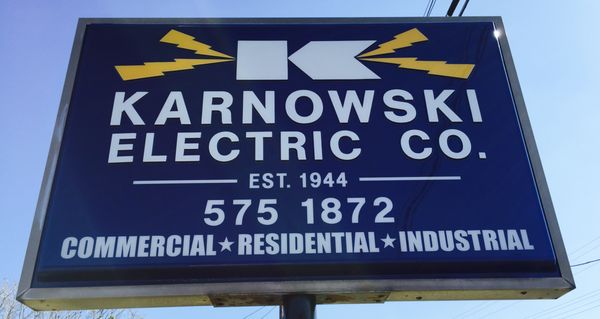 K
KARNOWSKI
ELECTRIC CO.
EST. 1944
575 1872
COMMERCIAL★RESIDENTIAL★INDUSTRIAL